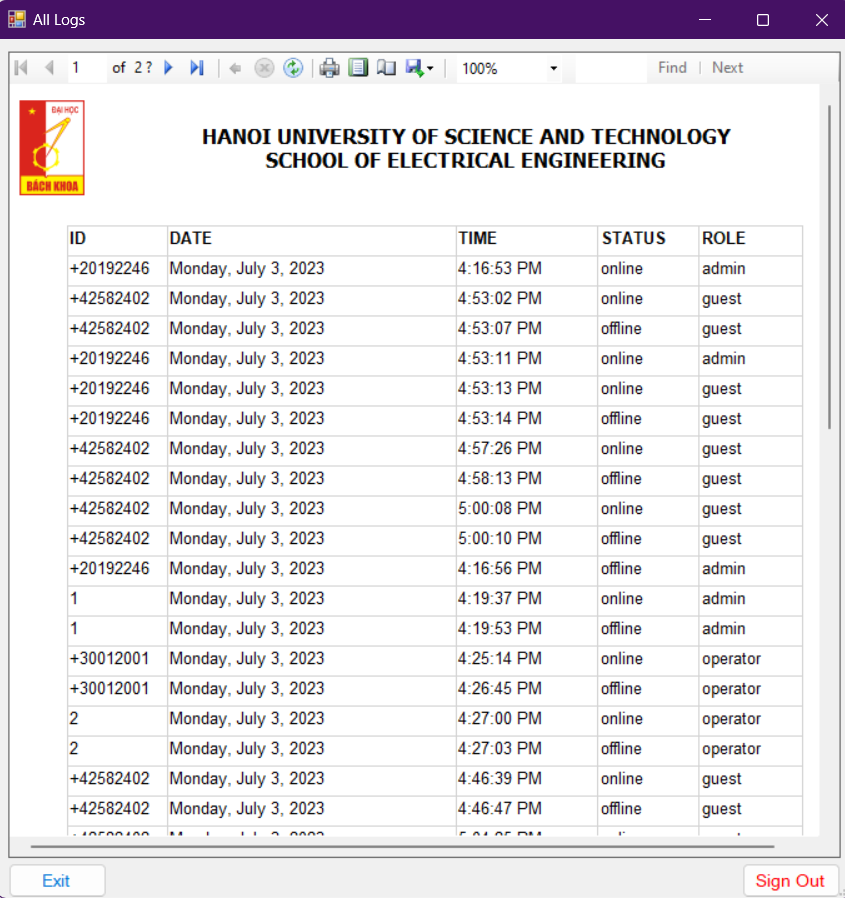 All Logs
1 of 2 ? 100% Find | Next
ĐẠI HỌC
BÁCH KHOA
HANOI UNIVERSITY OF SCIENCE AND TECHNOLOGY
SCHOOL OF ELECTRICAL ENGINEERING
ID DATE TIME STATUS ROLE
+20192246 Monday, July 3, 2023 4:16:53 PM online admin
+42582402 Monday, July 3, 2023 4:53:02 PM online guest
+42582402 Monday, July 3, 2023 4:53:07 PM offline guest
+20192246 Monday, July 3, 2023 4:53:11 PM online admin
+20192246 Monday, July 3, 2023 4:53:13 PM online guest
+20192246 Monday, July 3, 2023 4:53:14 PM offline guest
+42582402 Monday, July 3, 2023 4:57:26 PM online guest
+42582402 Monday, July 3, 2023 4:58:13 PM offline guest
+42582402 Monday, July 3, 2023 5:00:08 PM online guest
+42582402 Monday, July 3, 2023 5:00:10 PM offline guest
+20192246 Monday, July 3, 2023 4:16:56 PM offline admin
1 Monday, July 3, 2023 4:19:37 PM online admin
1 Monday, July 3, 2023 4:19:53 PM offline admin
+30012001 Monday, July 3, 2023 4:25:14 PM online operator
+30012001 Monday, July 3, 2023 4:26:45 PM offline operator
2 Monday, July 3, 2023 4:27:00 PM online operator
2 Monday, July 3, 2023 4:27:03 PM offline operator
+42582402 Monday, July 3, 2023 4:46:39 PM online guest
+42582402 Monday, July 3, 2023 4:46:47 PM offline guest
Exit Sign Out